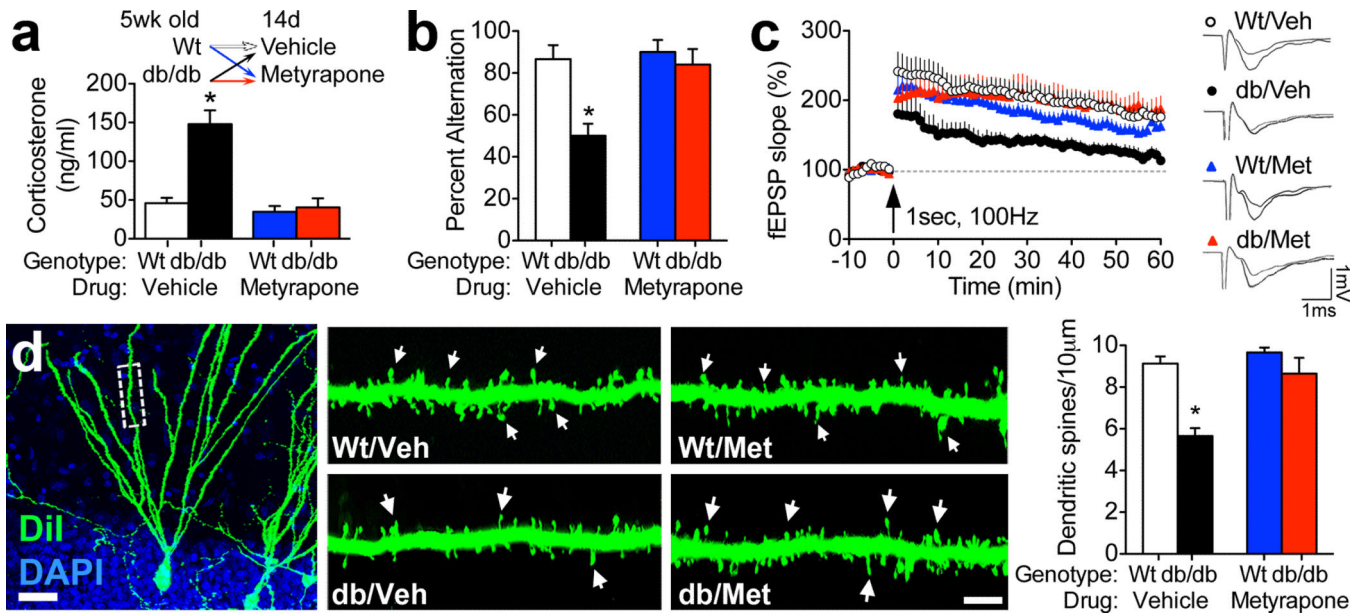 a
5wk old 14d
Wt Vehicle
db/db Metyrapone
Corticosterone
(ng/ml)
200
150
100
50
0
*
Genotype: Wt db/db Wt db/db
Drug: Vehicle Metyrapone
b
Percent Alternation
100
80
60
40
20
0
*
Genotype: Wt db/db Wt db/db
Drug: Vehicle Metyrapone
c
fEPSP slope (%)
300
200
100
0
1sec, 100Hz
-10 0 10 20 30 40 50 60
Time (min)
Wt/Veh
db/Veh
Wt/Met
db/Met
1mV
1ms
d
DiI
DAPI
Wt/Veh
Wt/Met
db/Veh
db/Met
Dendritic spines/10μm
10
8
6
4
2
0
*
Genotype: Wt db/db Wt db/db
Drug: Vehicle Metyrapone